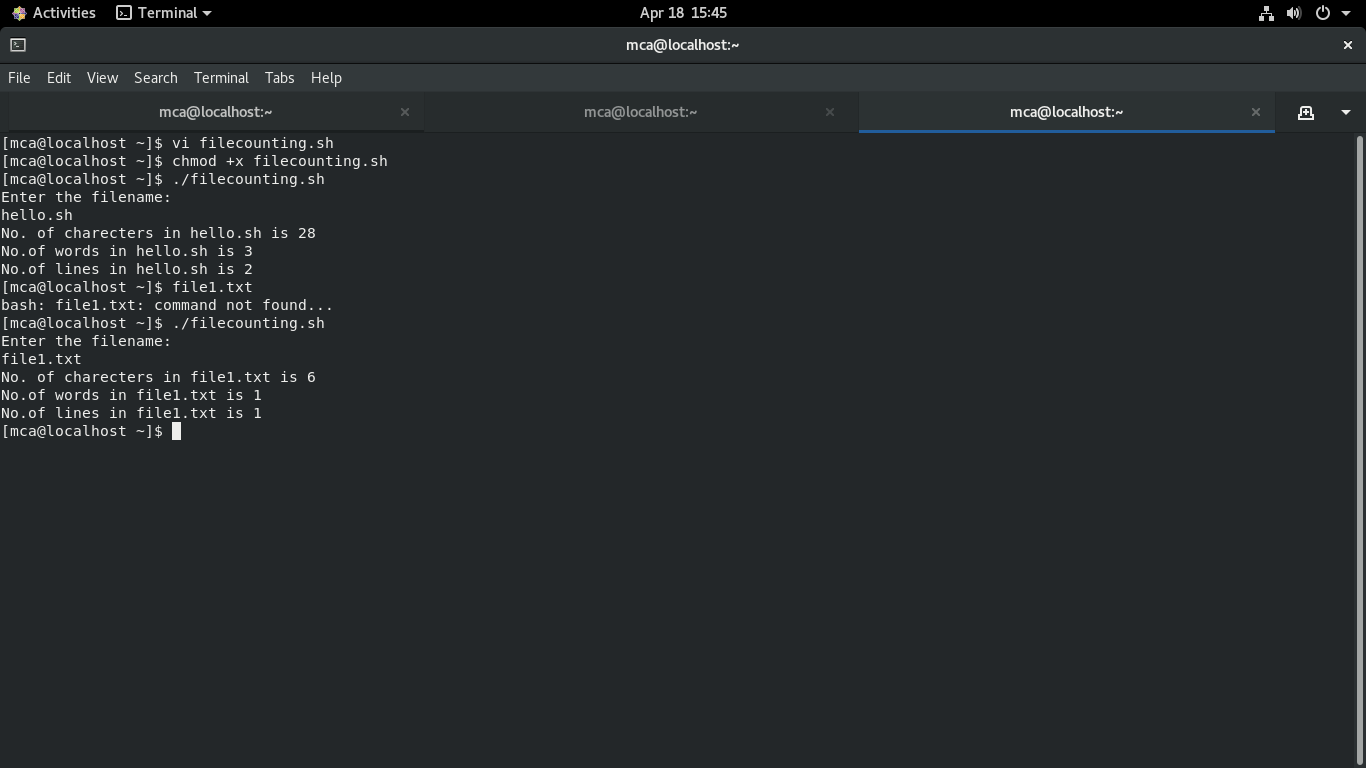 Activities Terminal Apr 18 15:45
mca@localhost:~
File Edit View Search Terminal Tabs Help
mca@localhost:~ mca@localhost:~ mca@localhost:~
[mca@localhost ~]$ vi filecounting.sh
[mca@localhost ~]$ chmod +x filecounting.sh
[mca@localhost ~]$ ./filecounting.sh
Enter the filename:
hello.sh
No. of charecters in hello.sh is 28
No.of words in hello.sh is 3
No.of lines in hello.sh is 2
[mca@localhost ~]$ file1.txt
bash: file1.txt: command not found...
[mca@localhost ~]$ ./filecounting.sh
Enter the filename:
file1.txt
No. of charecters in file1.txt is 6
No.of words in file1.txt is 1
No.of lines in file1.txt is 1
[mca@localhost ~]$